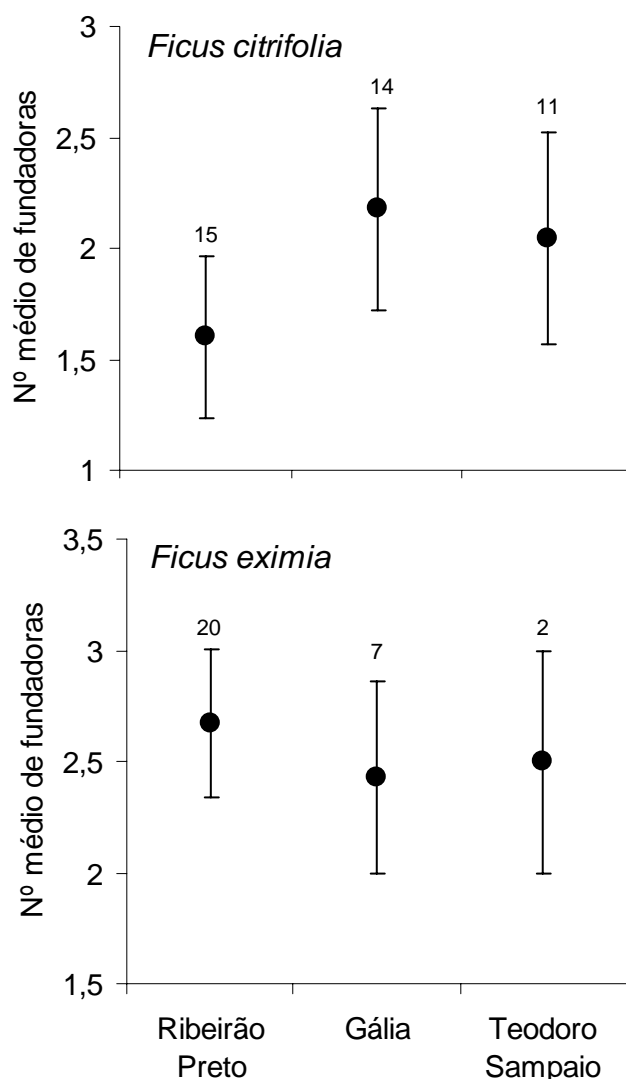 3
Ficus citrifolia
14
11
2,5
15
2
Nº médio de fundadoras
1,5
1
3,5
Ficus eximia
20
7
2
3
Nº médio de fundadoras
2,5
2
1,5
Ribeirão Preto
Gália
Teodoro Sampaio